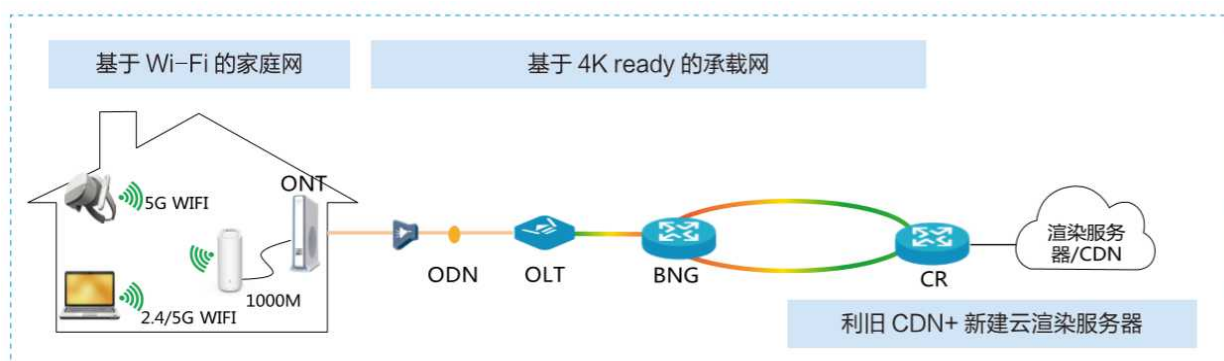 基于 Wi-Fi 的家庭网
基于 4K ready 的承载网
ONT
5G WIFI
1000M
2.4/5G WIFI
ODN
OLT
BNG
CR
渲染服务
器/CDN
利旧 CDN+ 新建云渲染服务器